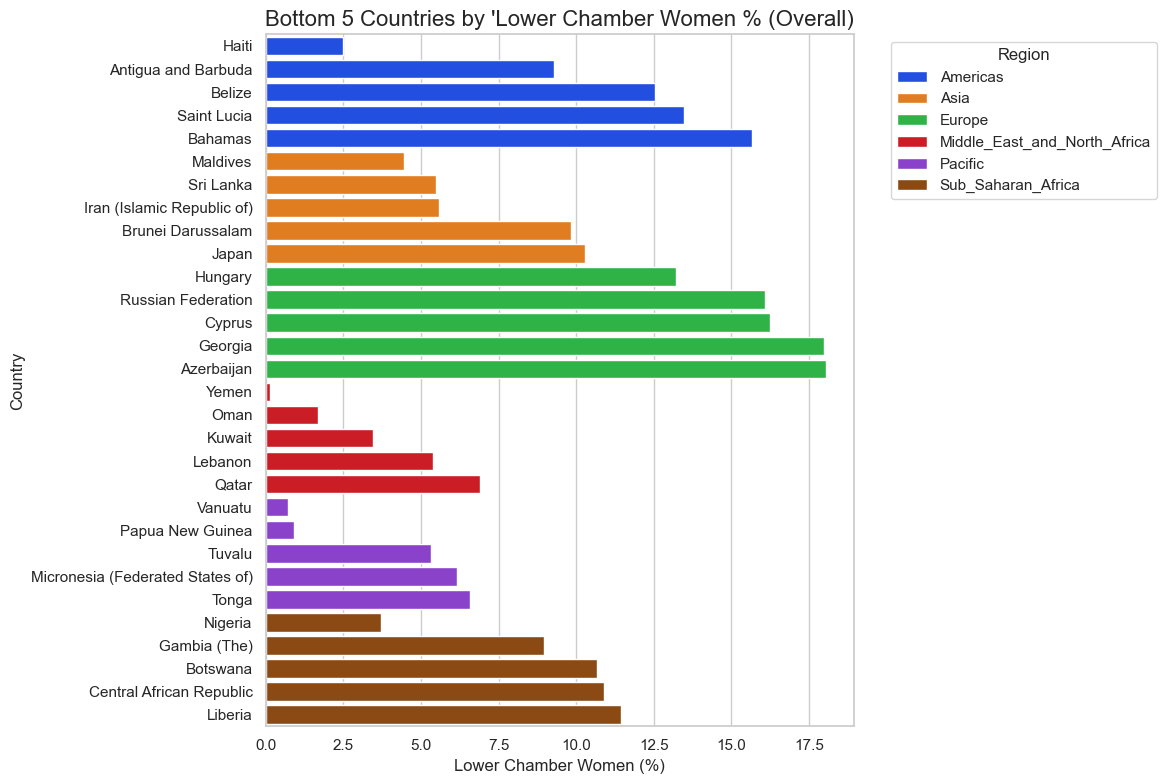 Bottom 5 Countries by 'Lower Chamber Women % (Overall)
Haiti
Antigua and Barbuda
Belize
Saint Lucia
Bahamas
Maldives
Sri Lanka
Iran (Islamic Republic of)
Brunei Darussalam
Japan
Hungary
Russian Federation
Cyprus
Georgia
Azerbaijan
Yemen
Oman
Kuwait
Lebanon
Qatar
Vanuatu
Papua New Guinea
Tuvalu
Micronesia (Federated States of)
Tonga
Nigeria
Gambia (The)
Botswana
Central African Republic
Liberia
Country
0.0 2.5 5.0 7.5 10.0 12.5 15.0 17.5
Lower Chamber Women (%)
Region
Americas
Asia
Europe
Middle_East_and_North_Africa
Pacific
Sub_Saharan_Africa